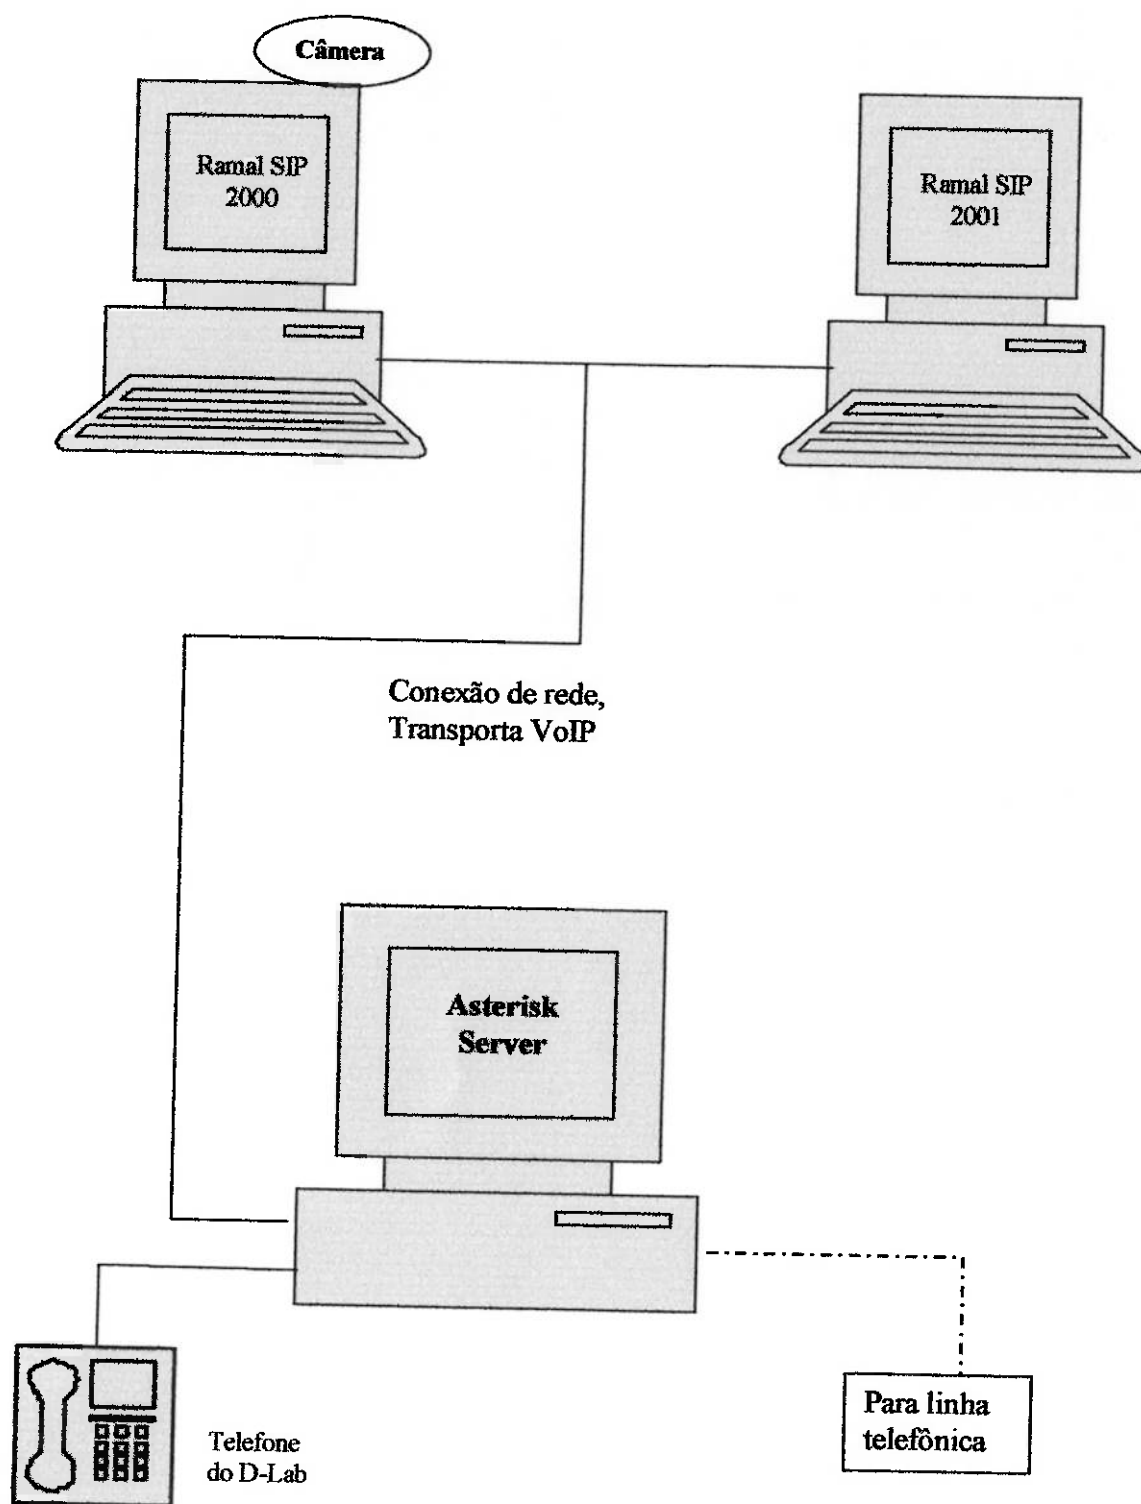 Câmera
Ramal SIP
2000
Ramal SIP
2001
Conexão de rede,
Transporta VoIP
Asterisk
Server
Telefone
do D-Lab
Para linha
telefônica